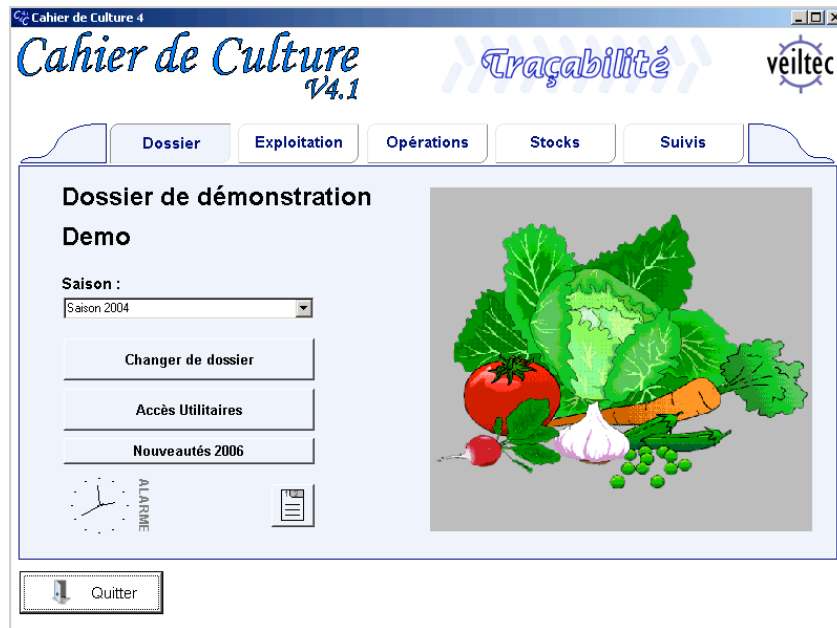 Cahier de Culture 4
Cahier de Culture
V4.1
Traçabilité
veiltec
Dossier
Exploitation
Opérations
Stocks
Suivis
Dossier de démonstration
Demo
Saison :
Saison 2004
Changer de dossier
Accès Utilitaires
Nouveautés 2006
ALARME
Quitter